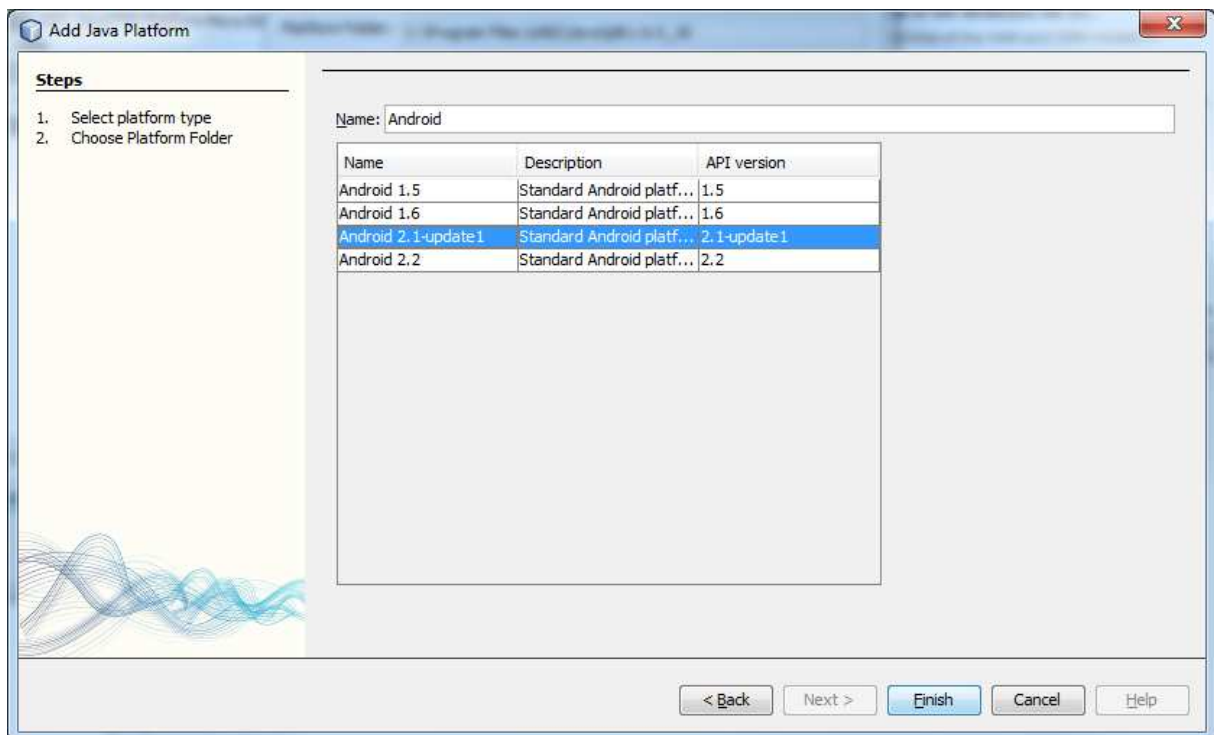 Add Java Platform
Steps
1. Select platform type
2. Choose Platform Folder
Name: Android
Name Description API version
Android 1.5 Standard Android platf... 1.5
Android 1.6 Standard Android platf... 1.6
Android 2.1-update1 Standard Android platf... 2.1-update1
Android 2.2 Standard Android platf... 2.2
< Back Next > Finish Cancel Help